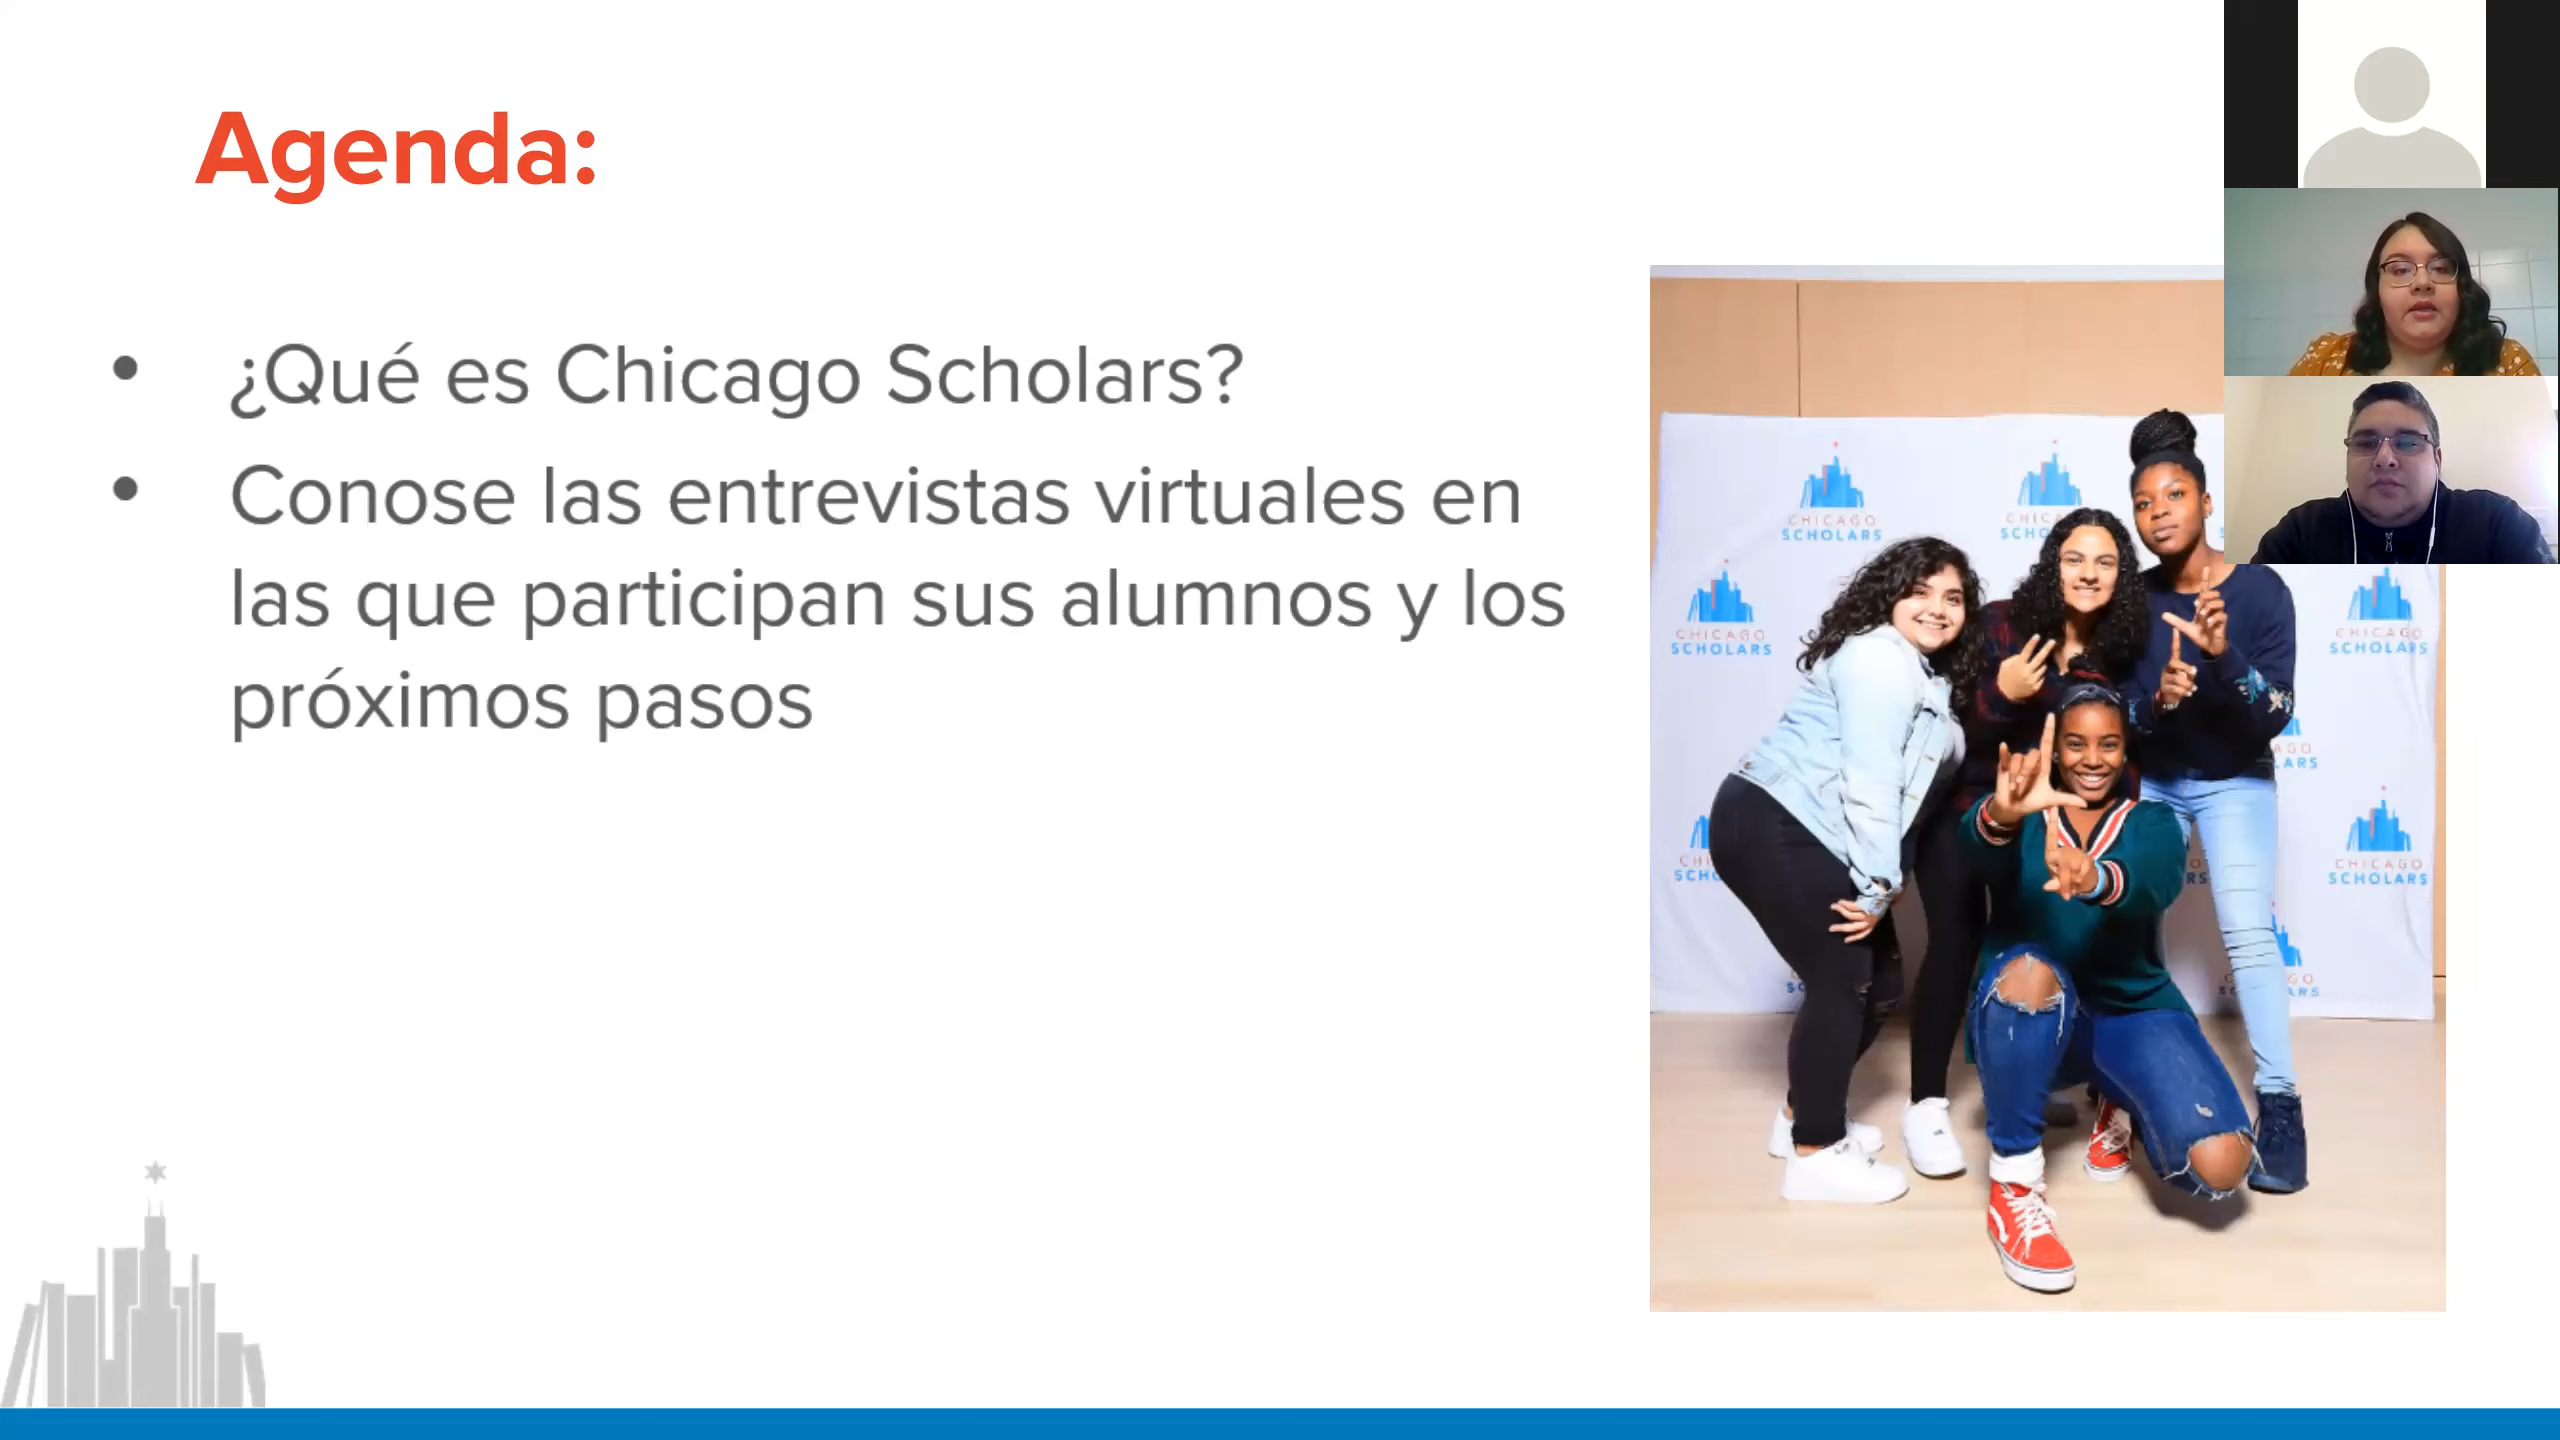 Agenda:
• ¿Qué es Chicago Scholars?
• Conose las entrevistas virtuales en
las que participan sus alumnos y los
próximos pasos
CHICAGO
SCHOLARS
CHICAGO
SCHOLARS
CHICAGO
SCHOLARS
CHICAGO
SCHOLARS